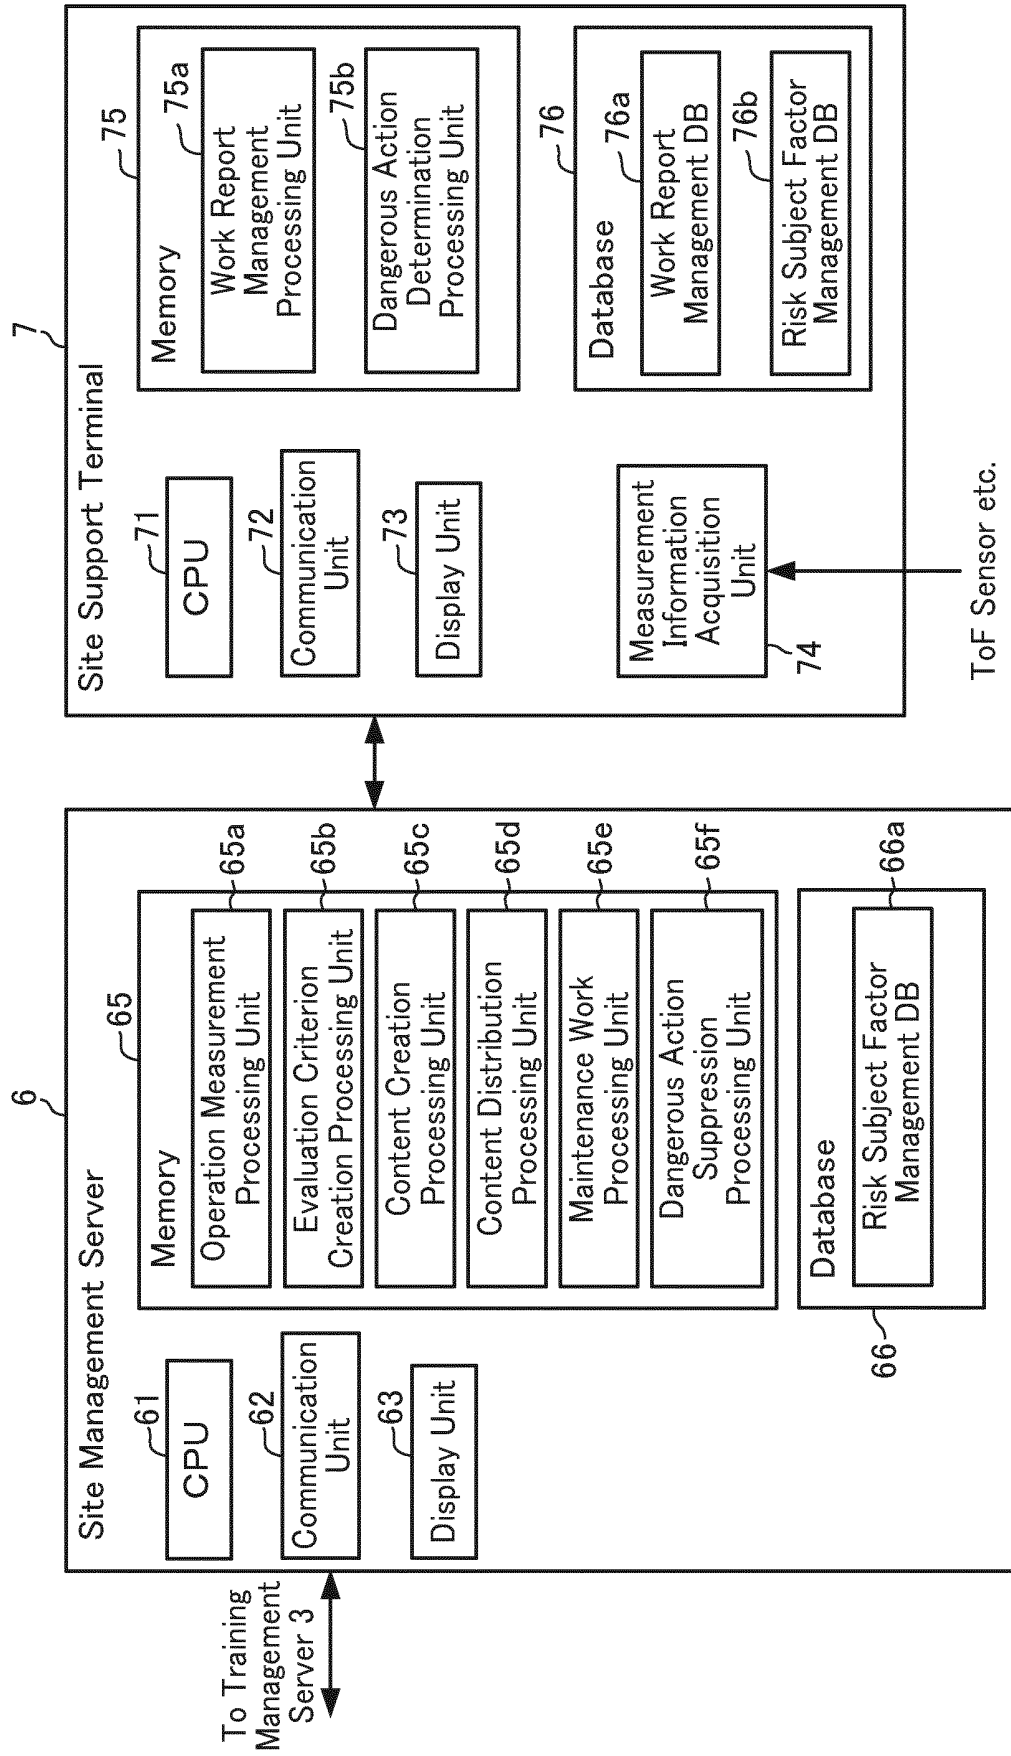 To Training
Management
Server 3
6
Site Management Server
61
CPU
62
Communication
Unit
63
Display Unit
65
Memory
Operation Measurement
Processing Unit
65a
Evaluation Criterion
Creation Processing Unit
65b
Content Creation
Processing Unit
65c
Content Distribution
Processing Unit
65d
Maintenance Work
Processing Unit
65e
Dangerous Action
Suppression
Processing Unit
65f
66
Database
Risk Subject Factor
Management DB
66a
7
Site Support Terminal
71
CPU
72
Communication
Unit
73
Display Unit
Measurement
Information
Acquisition
Unit
74
ToF Sensor etc.
75
Memory
75a
Work Report
Management
Processing Unit
75b
Dangerous Action
Determination
Processing Unit
76
Database
76a
Work Report
Management DB
76b
Risk Subject Factor
Management DB